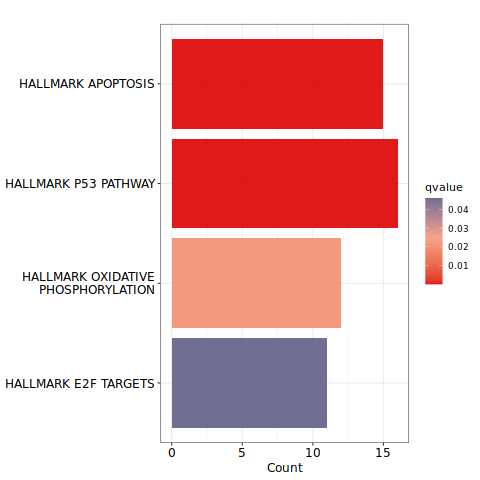 HALLMARK APOPTOSIS
HALLMARK P53 PATHWAY
HALLMARK OXIDATIVE
PHOSPHORYLATION
HALLMARK E2F TARGETS
0 5 10 15
Count
qvalue
0.04
0.03
0.02
0.01